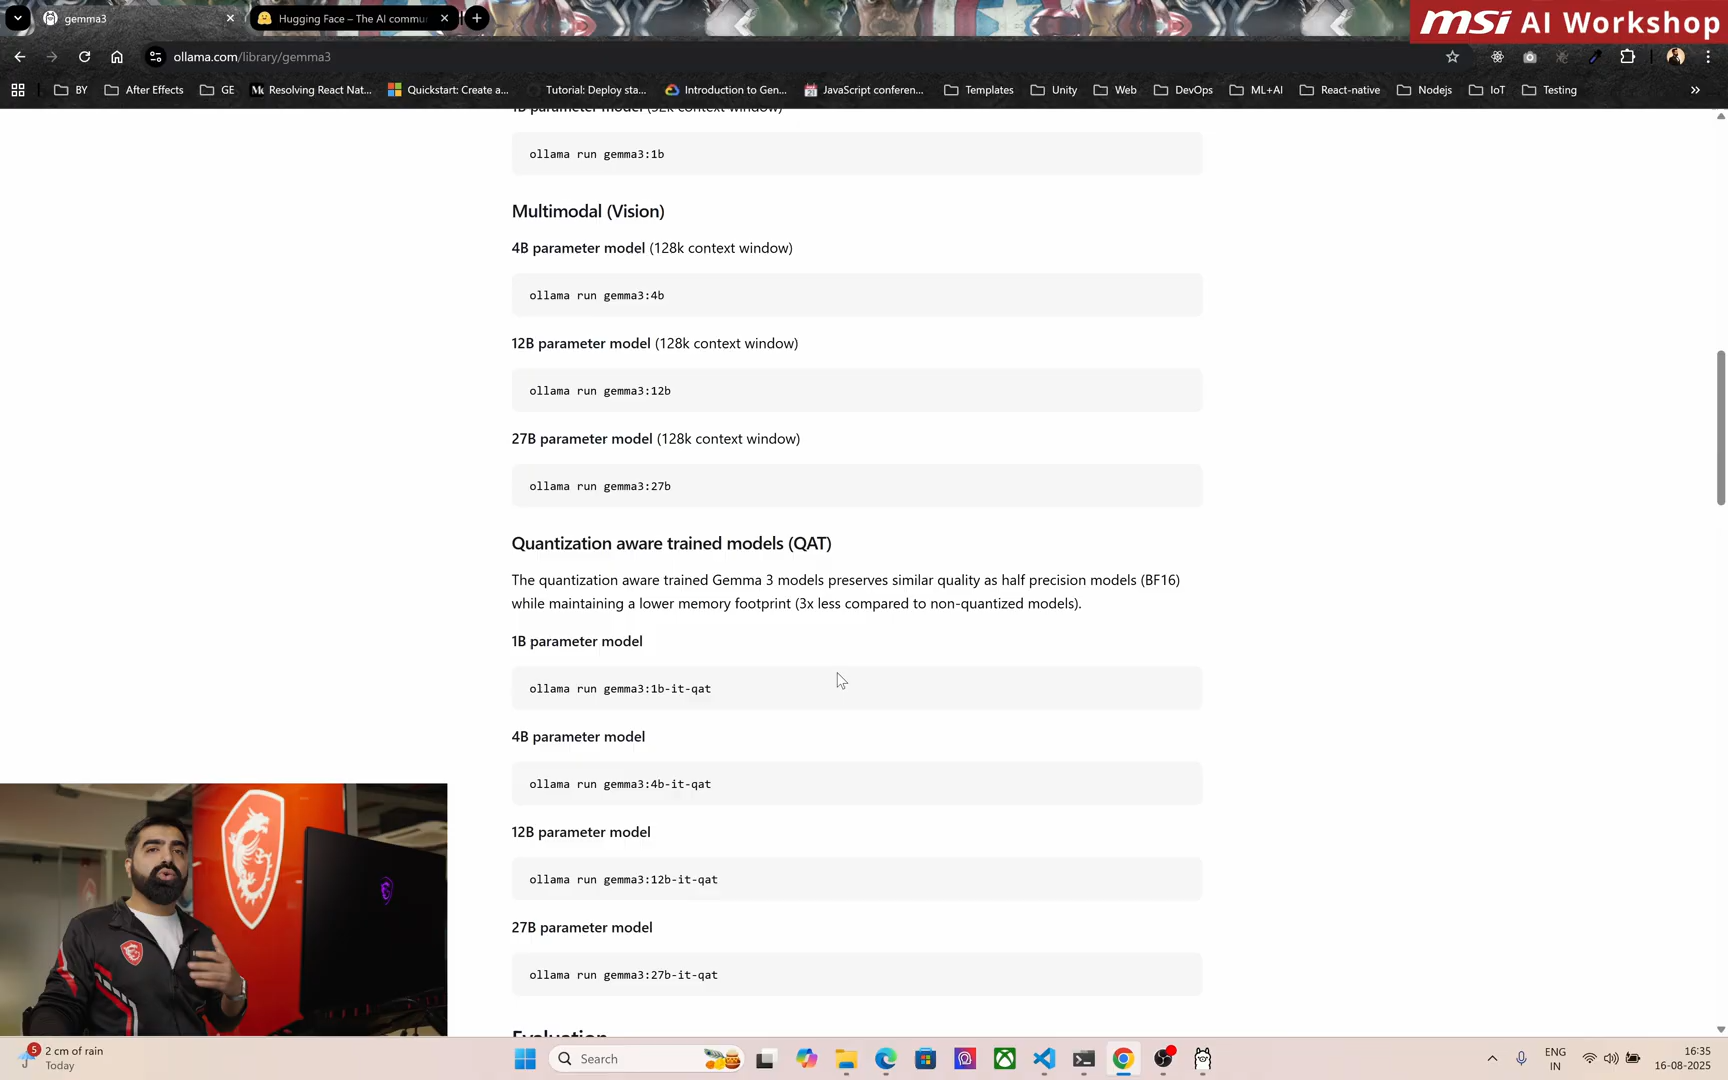 gemma3
Hugging Face – The AI commu
msi AI Workshop
ollama.com/library/gemma3
BY
After Effects
GE
Resolving React Nat...
Quickstart: Create a...
Tutorial: Deploy sta...
Introduction to Gen...
JavaScript conferen...
Templates
Unity
Web
DevOps
ML+AI
React-native
Nodejs
IoT
Testing
1B parameter model (32k context window)
ollama run gemma3:1b
Multimodal (Vision)
4B parameter model (128k context window)
ollama run gemma3:4b
12B parameter model (128k context window)
ollama run gemma3:12b
27B parameter model (128k context window)
ollama run gemma3:27b
Quantization aware trained models (QAT)
The quantization aware trained Gemma 3 models preserves similar quality as half precision models (BF16)
while maintaining a lower memory footprint (3x less compared to non-quantized models).
1B parameter model
ollama run gemma3:1b-it-qat
4B parameter model
ollama run gemma3:4b-it-qat
12B parameter model
ollama run gemma3:12b-it-qat
27B parameter model
ollama run gemma3:27b-it-qat
Evaluation
5
2 cm of rain
Today
Search
ENG
IN
16:35
16-08-2025